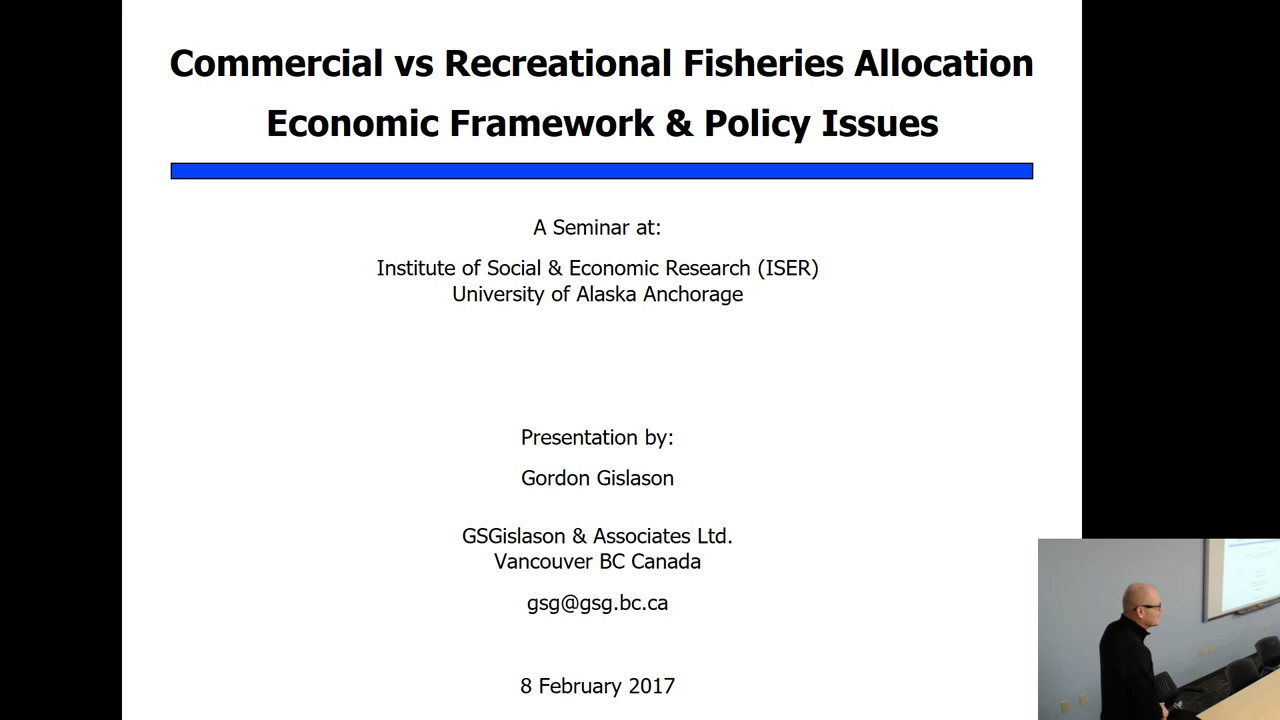 Commercial vs Recreational Fisheries Allocation
Economic Framework & Policy Issues
A Seminar at:
Institute of Social & Economic Research (ISER)
University of Alaska Anchorage
Presentation by:
Gordon Gislason
GSGislason & Associates Ltd.
Vancouver BC Canada
gsg@gsg.bc.ca
8 February 2017